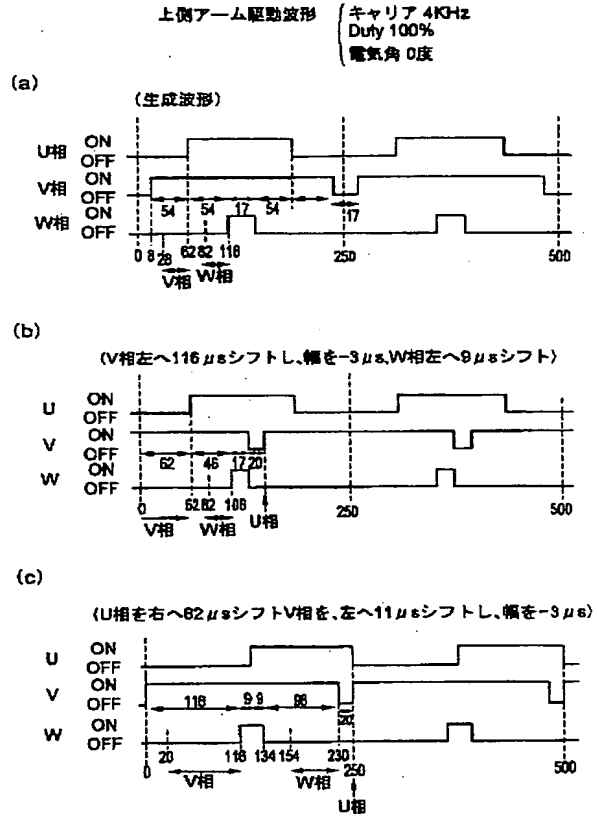 上側アーム駆動波形
キャリア 4KHz
Duty 100%
電気角 0度
(a)
(生成波形)
U相 ON
OFF
V相 ON
OFF
54 54 17 54
17
W相 ON
OFF
0 8 28 62 82 116 250 500
V相 W相
(b)
〈V相左へ116μsシフトし、幅を-3μs,W相左へ9μsシフト〉
U ON
OFF
V ON
OFF
62 46 17 20
W ON
OFF
0 62 82 108 250 500
V相 W相 U相
(c)
〈U相を右へ62μsシフトV相を、左へ11μsシフトし、幅を-3μs〉
U ON
OFF
V ON
OFF
116 9 9 96 20
W ON
OFF
0 20 116 134 154 230 250 500
V相 W相
U相